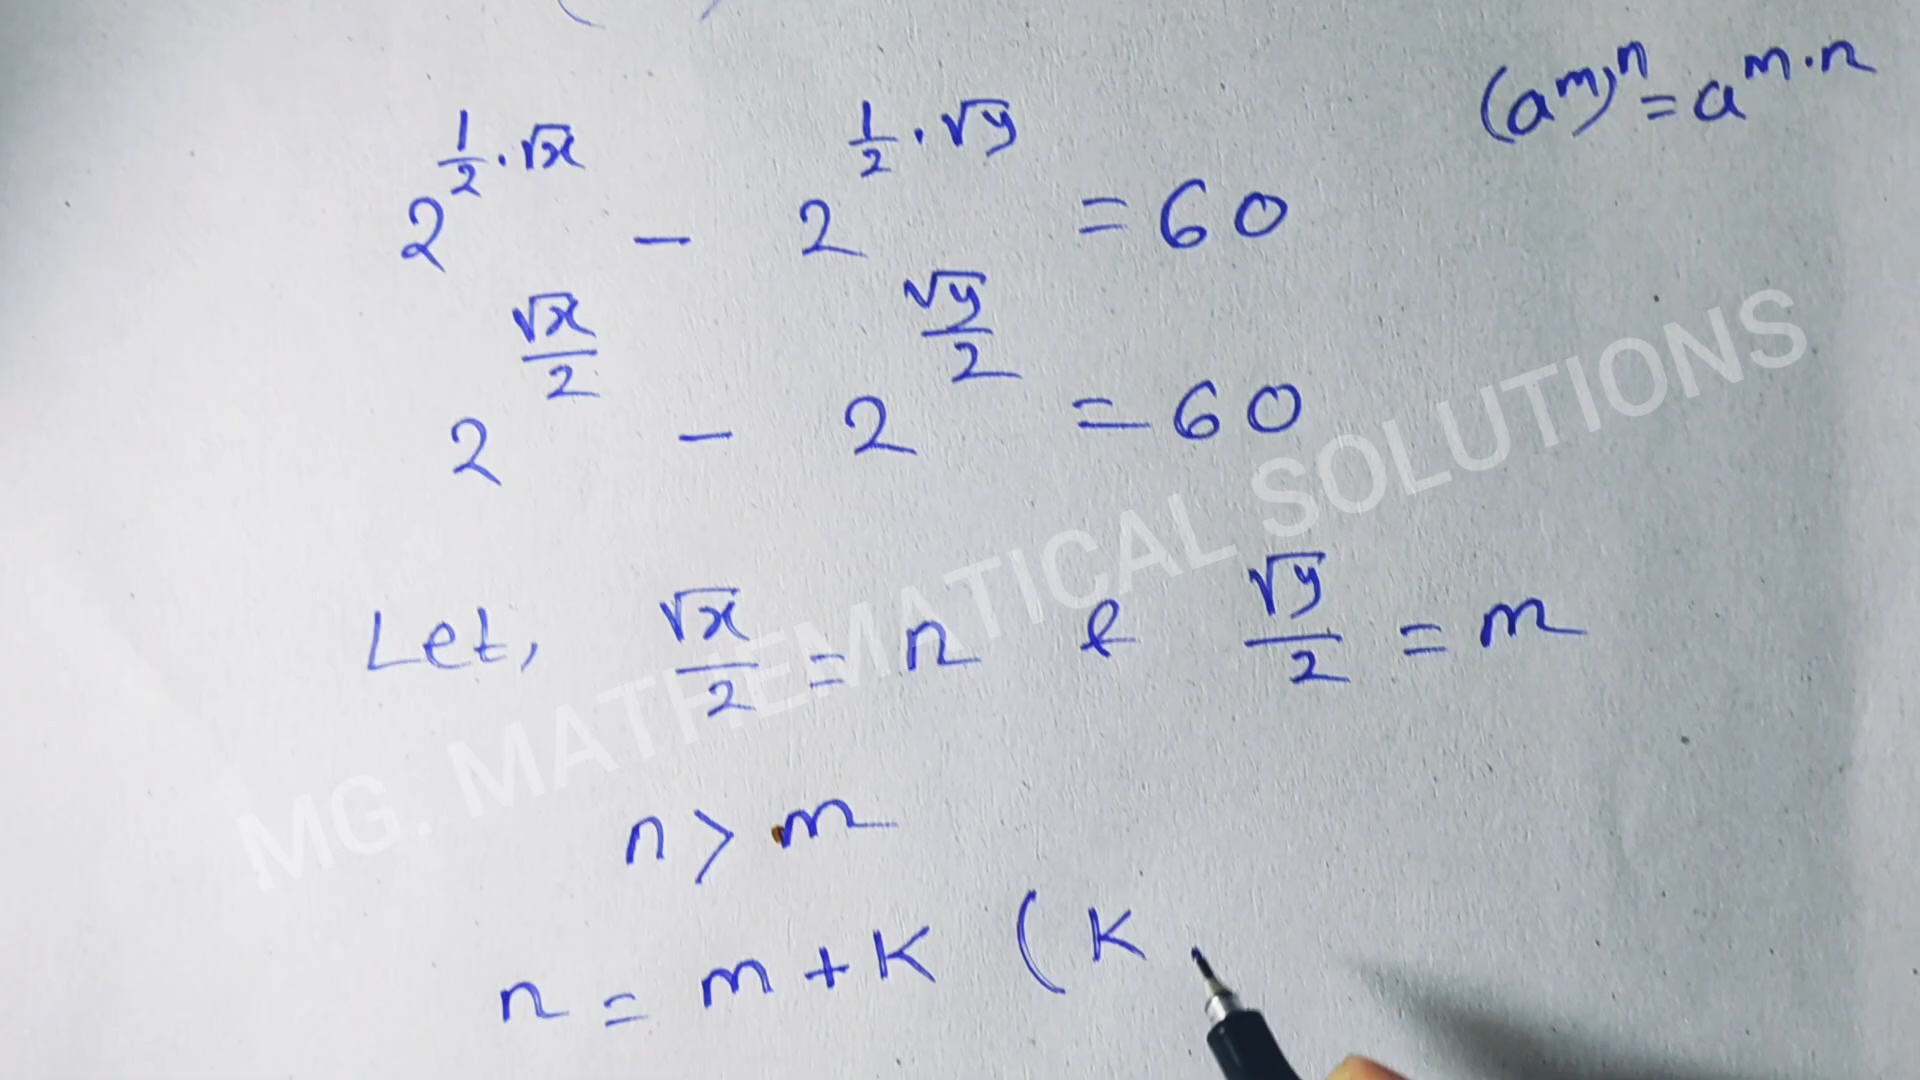 (a^m)^n = a^{m·n}
2^{1/2·√x} − 2^{1/2·√y} = 60
2^{√x/2} − 2^{√y/2} = 60
Let, √x/2 = n & √y/2 = m
n > m
n = m + K (K
MG. MATHEMATICAL SOLUTIONS